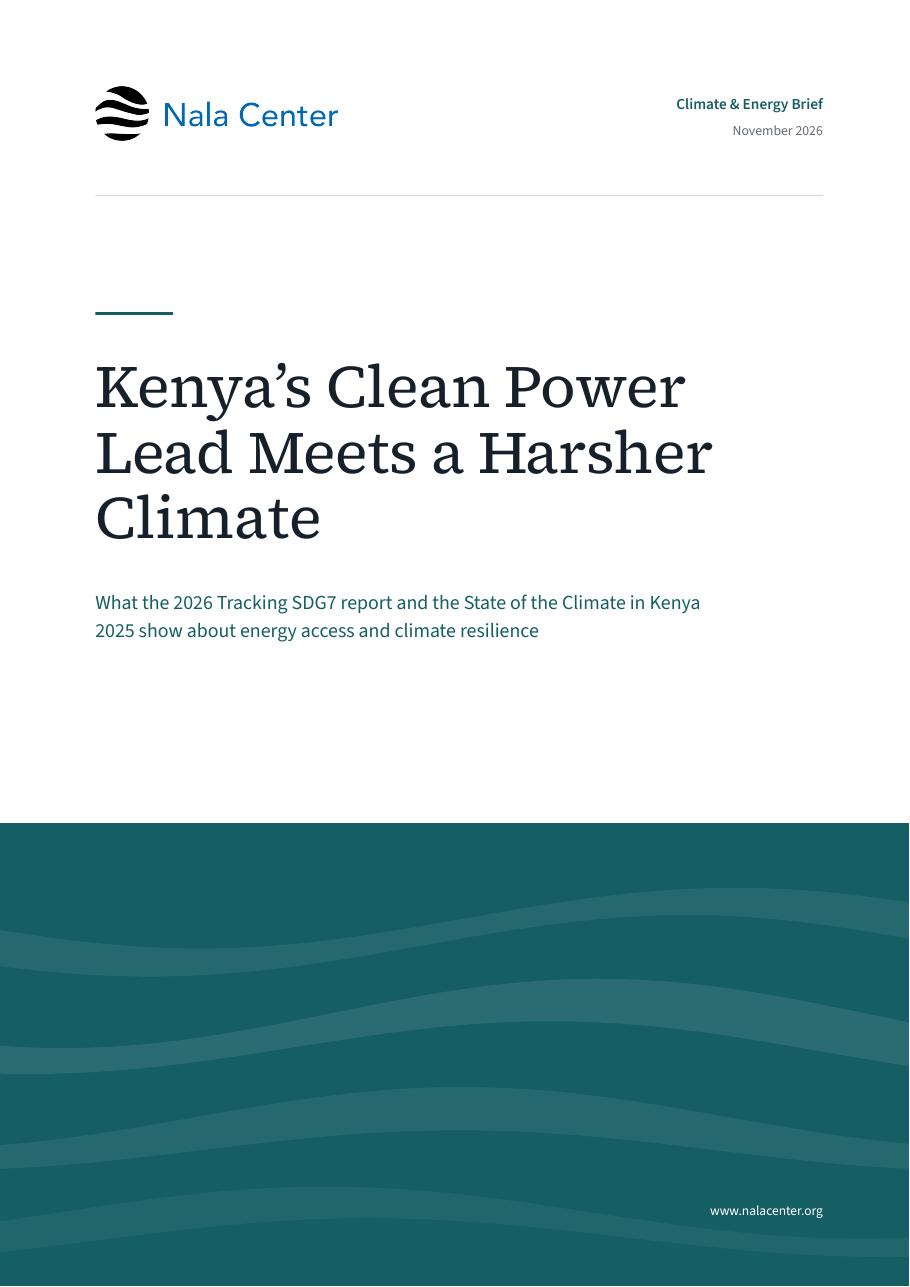 Nala Center
Climate & Energy Brief
November 2026
Kenya’s Clean Power
Lead Meets a Harsher
Climate
What the 2026 Tracking SDG7 report and the State of the Climate in Kenya
2025 show about energy access and climate resilience
www.nalacenter.org